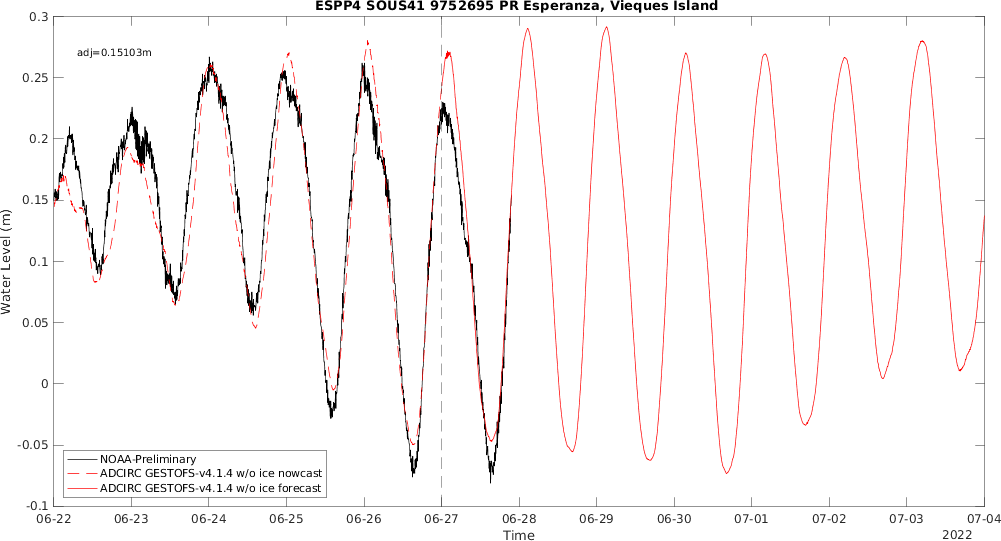 ESPP4 SOUS41 9752695 PR Esperanza, Vieques Island
adj=0.15103m
0.3
0.25
0.2
0.15
0.1
0.05
0
-0.05
-0.1
Water Level (m)
NOAA-Preliminary
ADCIRC GESTOFS-v4.1.4 w/o ice nowcast
ADCIRC GESTOFS-v4.1.4 w/o ice forecast
06-22 06-23 06-24 06-25 06-26 06-27 06-28 06-29 06-30 07-01 07-02 07-03 07-04
Time
2022